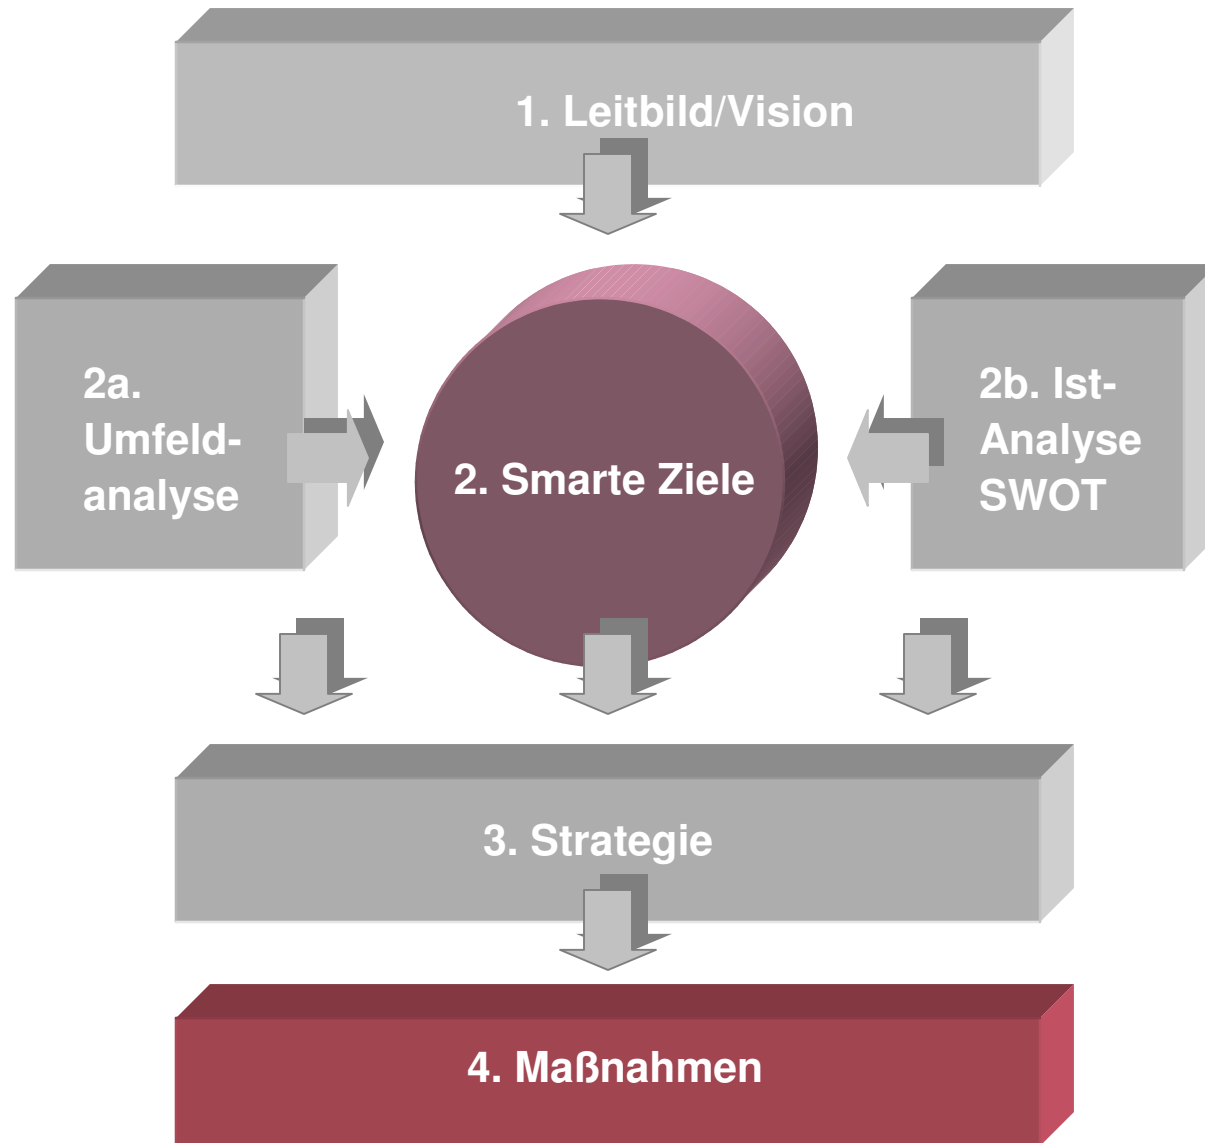 1. Leitbild/Vision
2a.
Umfeld-
analyse
2. Smarte Ziele
2b. Ist-
Analyse
SWOT
3. Strategie
4. Maßnahmen